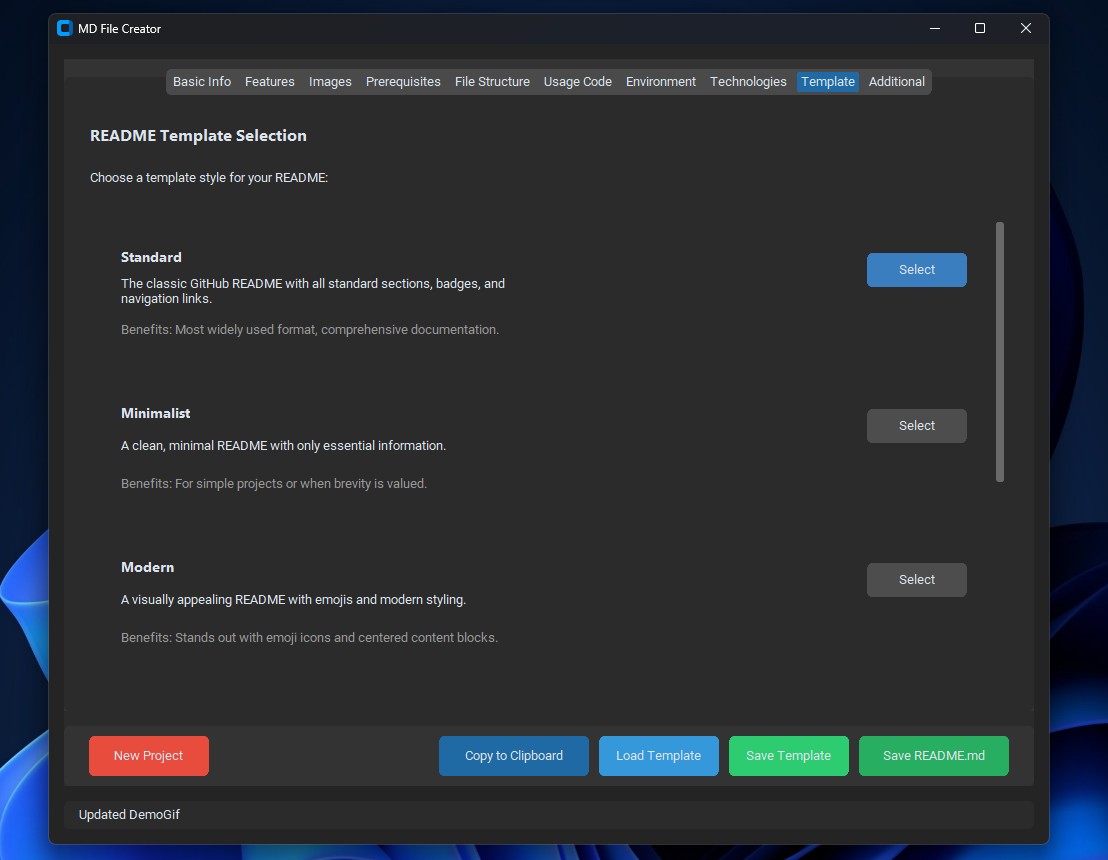 MD File Creator
Basic Info Features Images Prerequisites File Structure Usage Code Environment Technologies Template Additional
README Template Selection
Choose a template style for your README:
Standard
The classic GitHub README with all standard sections, badges, and
navigation links.
Benefits: Most widely used format, comprehensive documentation.
Select
Minimalist
A clean, minimal README with only essential information.
Benefits: For simple projects or when brevity is valued.
Select
Modern
A visually appealing README with emojis and modern styling.
Benefits: Stands out with emoji icons and centered content blocks.
Select
New Project Copy to Clipboard Load Template Save Template Save README.md
Updated DemoGif